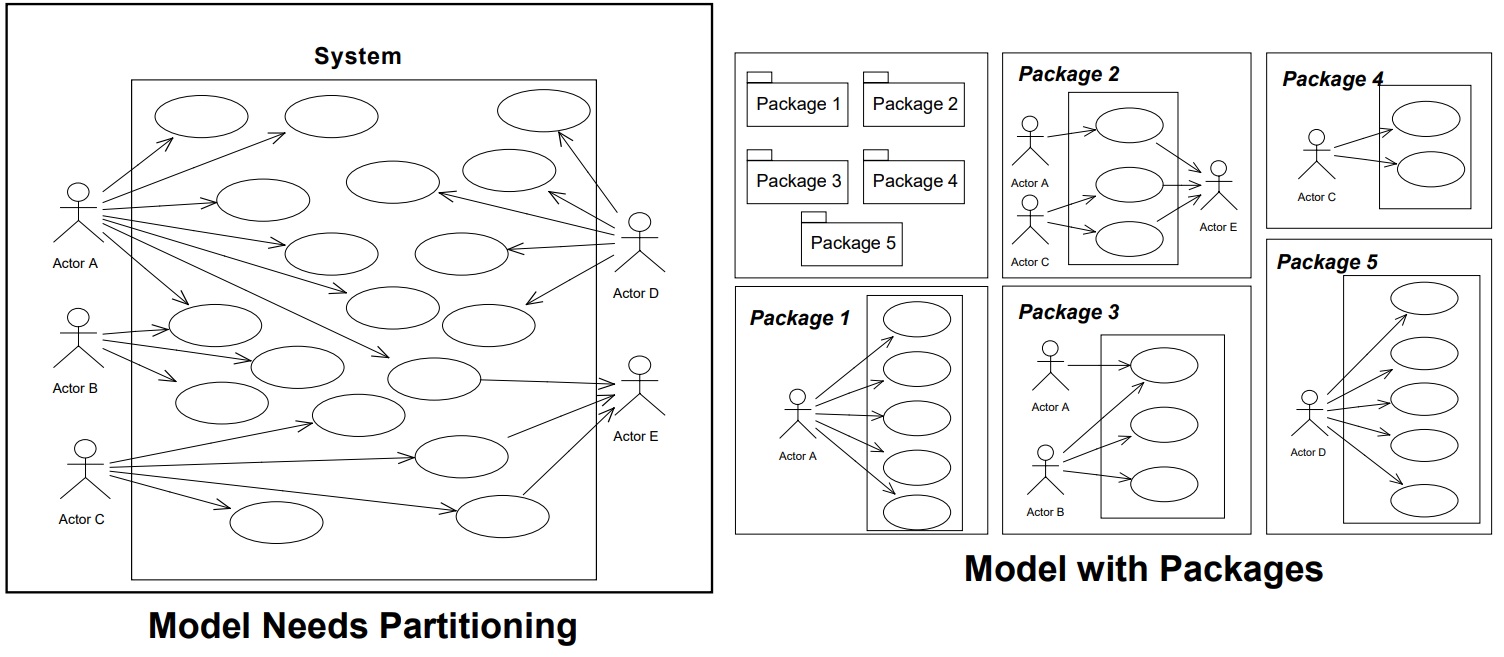 System
Actor A
Actor B
Actor C
Actor D
Actor E
Model Needs Partitioning
Package 1
Package 2
Package 3
Package 4
Package 5
Package 1
Actor A
Package 2
Actor A
Actor C
Actor E
Package 3
Actor A
Actor B
Package 4
Actor C
Package 5
Actor D
Model with Packages